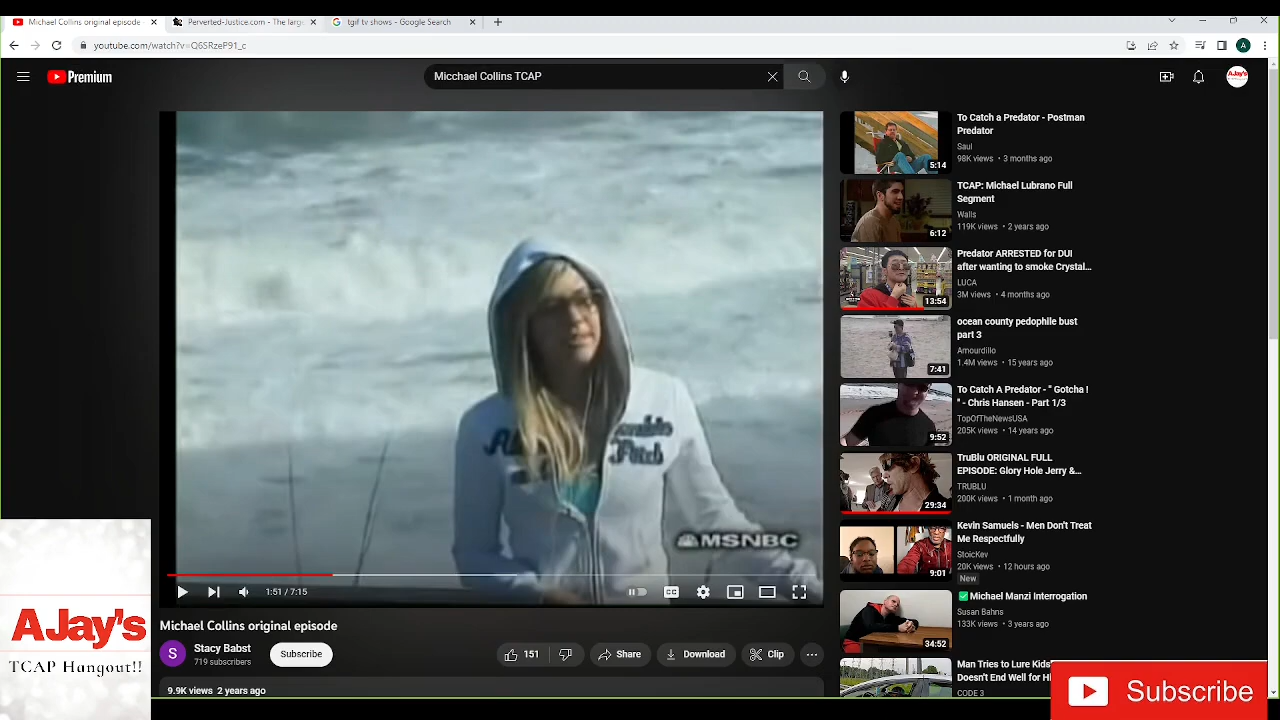 Michael Collins original episode
Perverted-Justice.com - The larg
tgif tv shows - Google Search
youtube.com/watch?v=Q6SRzeP91_c
A
Premium
Micchael Collins TCAP
AJay's
MSNBC
1:51 / 7:15
Michael Collins original episode
S
Stacy Babst
719 subscribers
Subscribe
151
Share
Download
Clip
9.9K views 2 years ago
To Catch a Predator - Postman
Predator
Saul
98K views • 3 months ago
5:14
TCAP: Michael Lubrano Full
Segment
Walls
119K views • 2 years ago
6:12
Predator ARRESTED for DUI
after wanting to smoke Crystal...
LUCA
3M views • 4 months ago
13:54
ocean county pedophile bust
part 3
Amourdillo
1.4M views • 15 years ago
7:41
To Catch A Predator - " Gotcha !
" - Chris Hansen - Part 1/3
TopOfTheNewsUSA
205K views • 14 years ago
9:52
TruBlu ORIGINAL FULL
EPISODE: Glory Hole Jerry &...
TRUBLU
200K views • 1 month ago
29:34
Kevin Samuels - Men Don't Treat
Me Respectfully
StoicKev
20K views • 12 hours ago
New
9:01
✅Michael Manzi Interrogation
Susan Bahns
133K views • 3 years ago
34:52
Man Tries to Lure Kids
Doesn't End Well for H
CODE 3
AJay's
TCAP Hangout!!
Subscribe